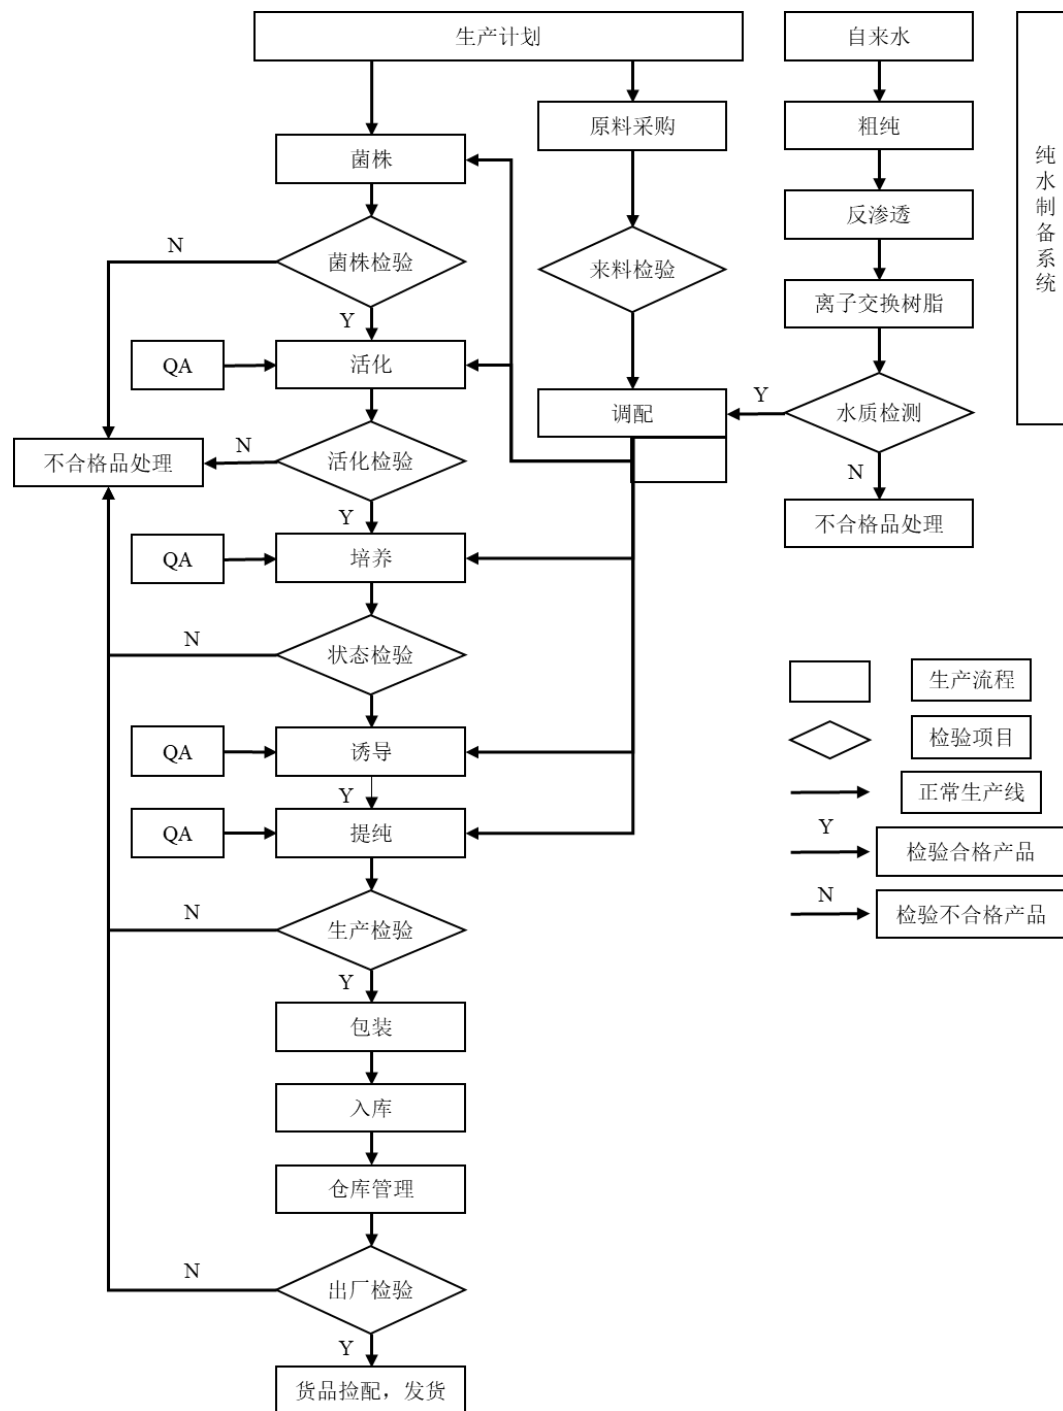 生产计划
自来水
原料采购
粗纯
菌株
纯水制备系统
反渗透
N
菌株检验
来料检验
离子交换树脂
Y
QA
活化
调配
Y
水质检测
不合格品处理
N
活化检验
N
Y
不合格品处理
QA
培养
N
状态检验
生产流程
QA
诱导
检验项目
Y
正常生产线
QA
提纯
Y
检验合格产品
N
检验不合格产品
N
生产检验
Y
包装
入库
仓库管理
N
出厂检验
Y
货品捡配，发货